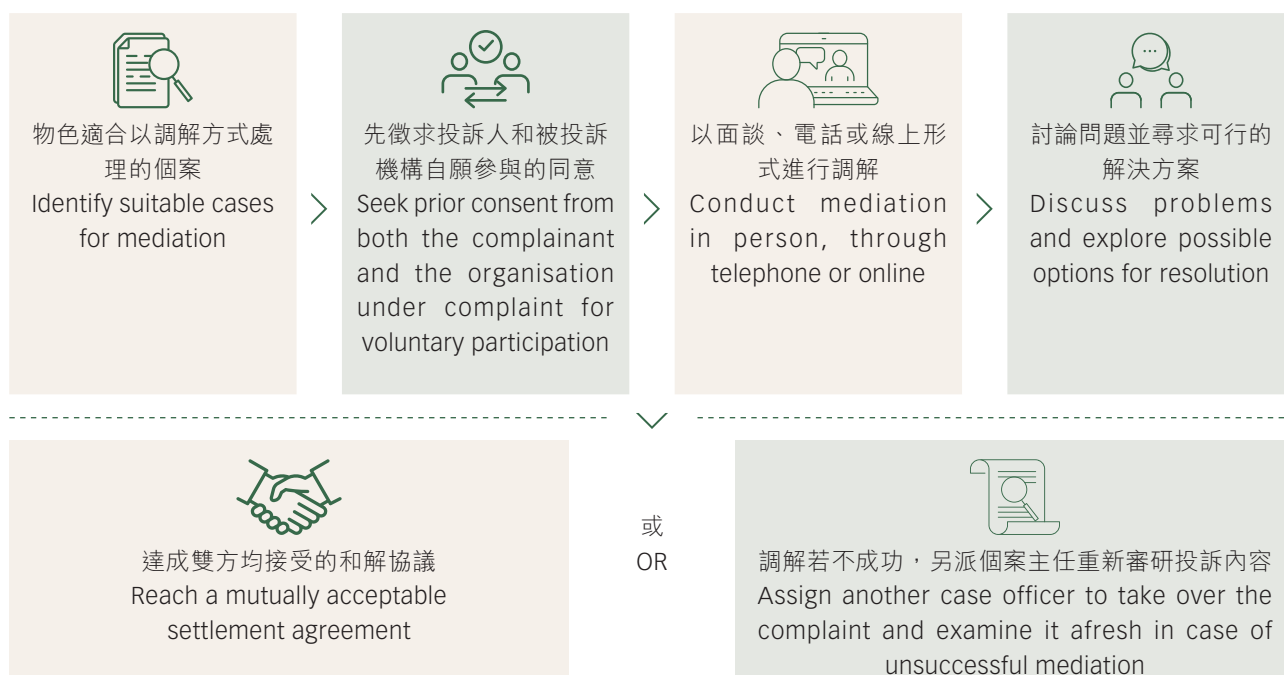 物色適合以調解方式處
理的個案
Identify suitable cases
for mediation
先徵求投訴人和被投訴
機構自願參與的同意
Seek prior consent from
both the complainant
and the organisation
under complaint for
voluntary participation
以面談、電話或線上形
式進行調解
Conduct mediation
in person, through
telephone or online
討論問題並尋求可行的
解決方案
Discuss problems
and explore possible
options for resolution
達成雙方均接受的和解協議
Reach a mutually acceptable
settlement agreement
或
OR
調解若不成功，另派個案主任重新審研投訴內容
Assign another case officer to take over the
complaint and examine it afresh in case of
unsuccessful mediation